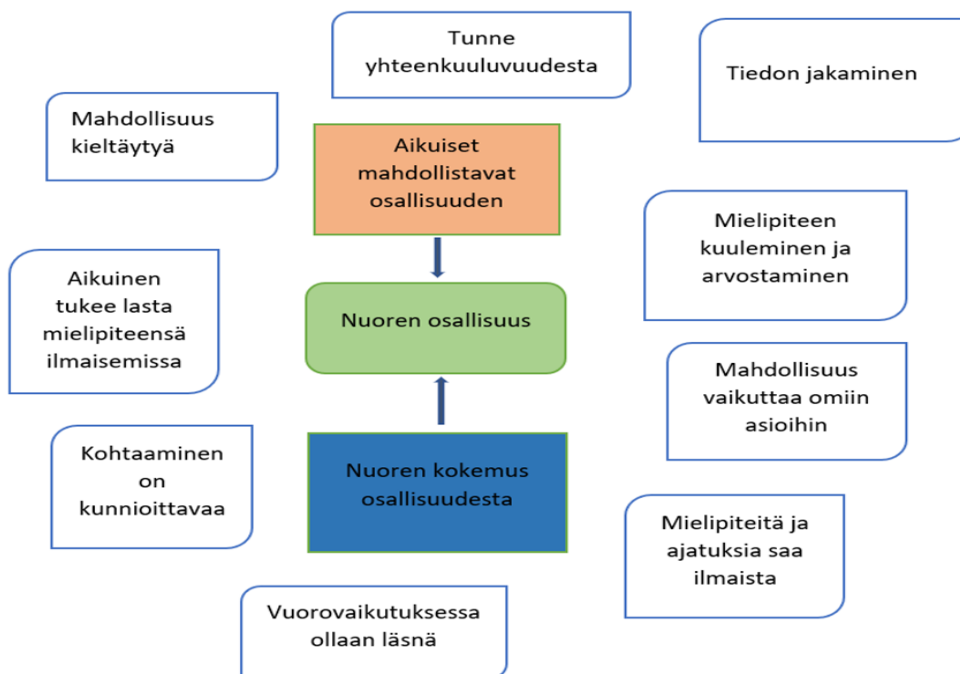 Tunne
yhteenkuuluvuudesta
Tiedon jakaminen
Mahdollisuus
kieltäytyä
Aikuiset
mahdollistavat
osallisuuden
Mielipiteen
kuuleminen ja
arvostaminen
Aikuinen
tukee lasta
mielipiteensä
ilmaisemissa
Nuoren osallisuus
Mahdollisuus
vaikuttaa omiin
asioihin
Kohtaaminen
on
kunnioittavaa
Nuoren kokemus
osallisuudesta
Mielipiteitä ja
ajatuksia saa
ilmaista
Vuorovaikutuksessa
ollaan läsnä